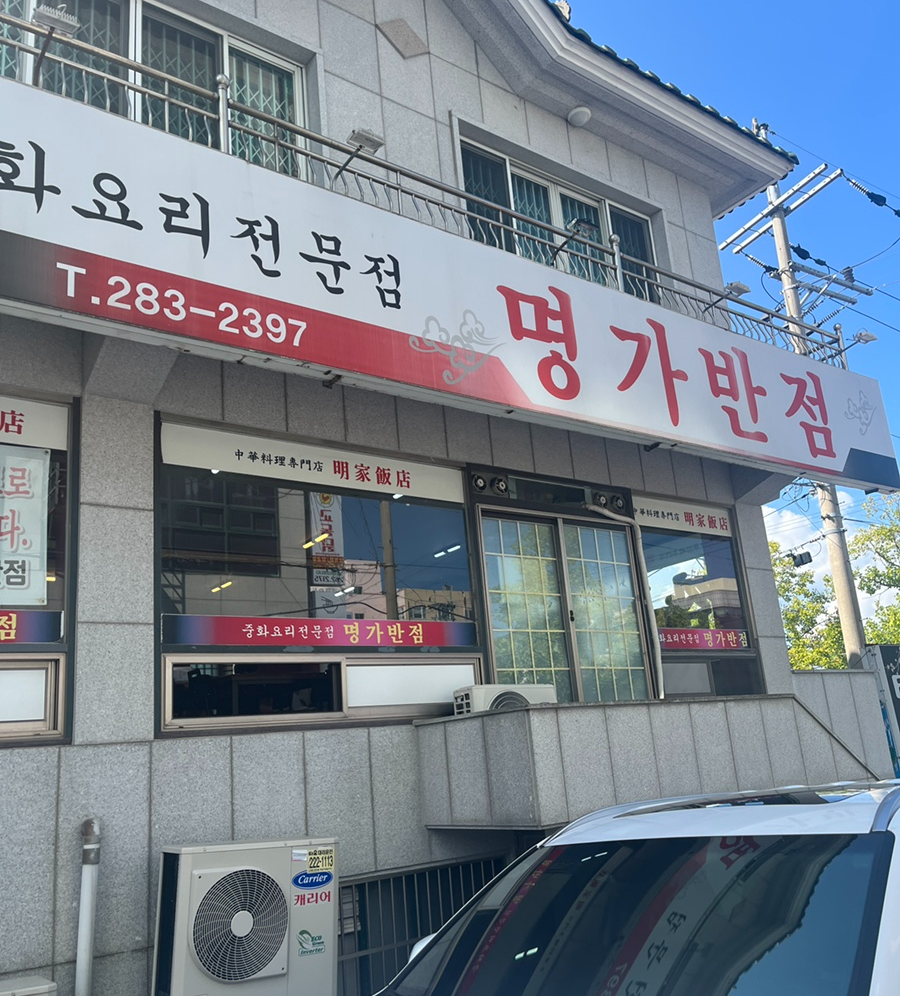 화요리전문점
T.283-2397
명가반점
店
로
다.
점
점
中華料理專門店 明家飯店
중화요리전문점 명가반점
中華料理專門店 明家飯店
화요리전문점 명가반점
222-1113
Carrier
캐리어
ECO
Green
Inverter